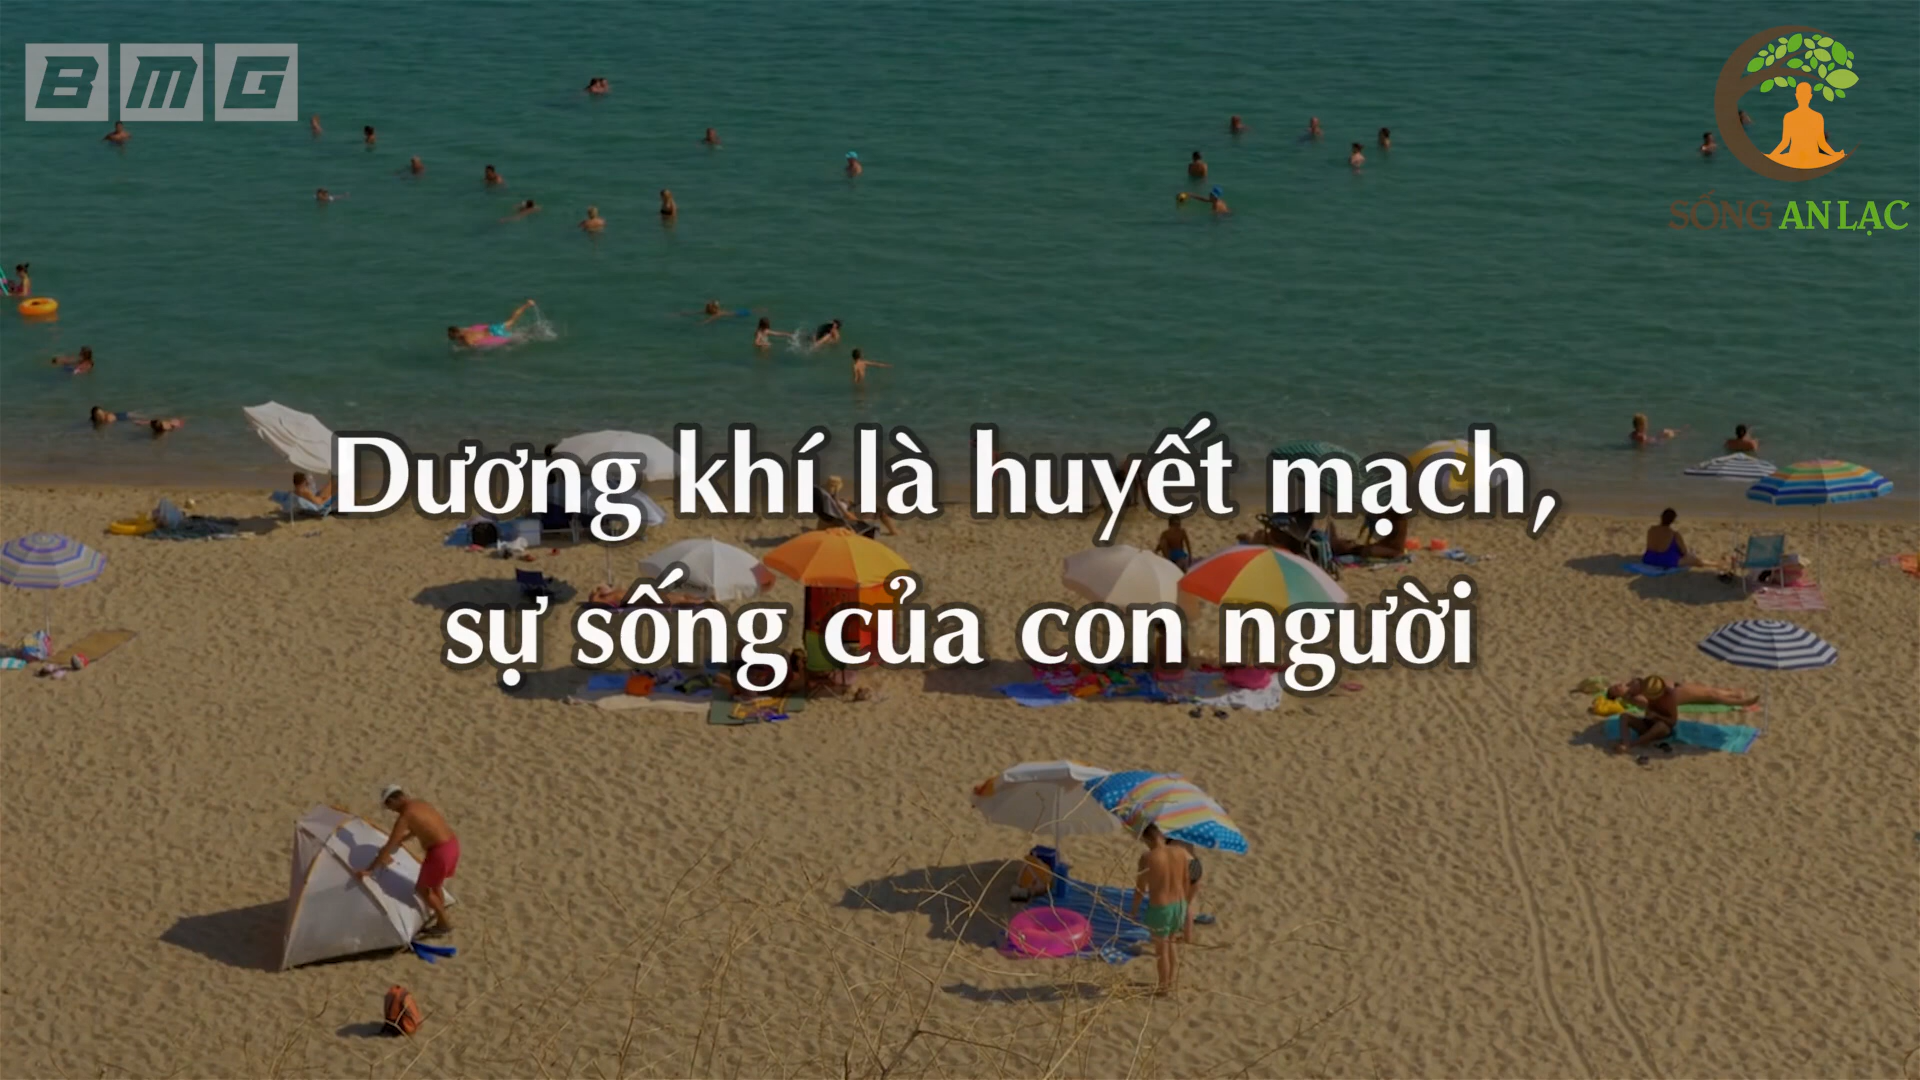 BMG
SỐNG AN LẠC
Dương khí là huyết mạch,
sự sống của con người